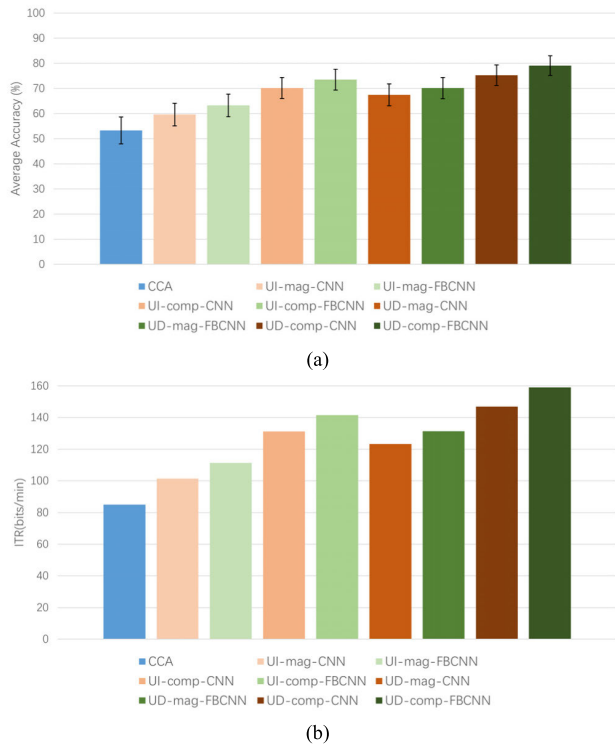 100
90
80
70
60
50
40
30
20
10
0
Average Accuracy (%)
CCA UI-mag-CNN UI-mag-FBCNN
UI-comp-CNN UI-comp-FBCNN UD-mag-CNN
UD-mag-FBCNN UD-comp-CNN UD-comp-FBCNN
(a)
160
140
120
100
80
60
40
20
0
ITR(bits/min)
CCA UI-mag-CNN UI-mag-FBCNN
UI-comp-CNN UI-comp-FBCNN UD-mag-CNN
UD-mag-FBCNN UD-comp-CNN UD-comp-FBCNN
(b)